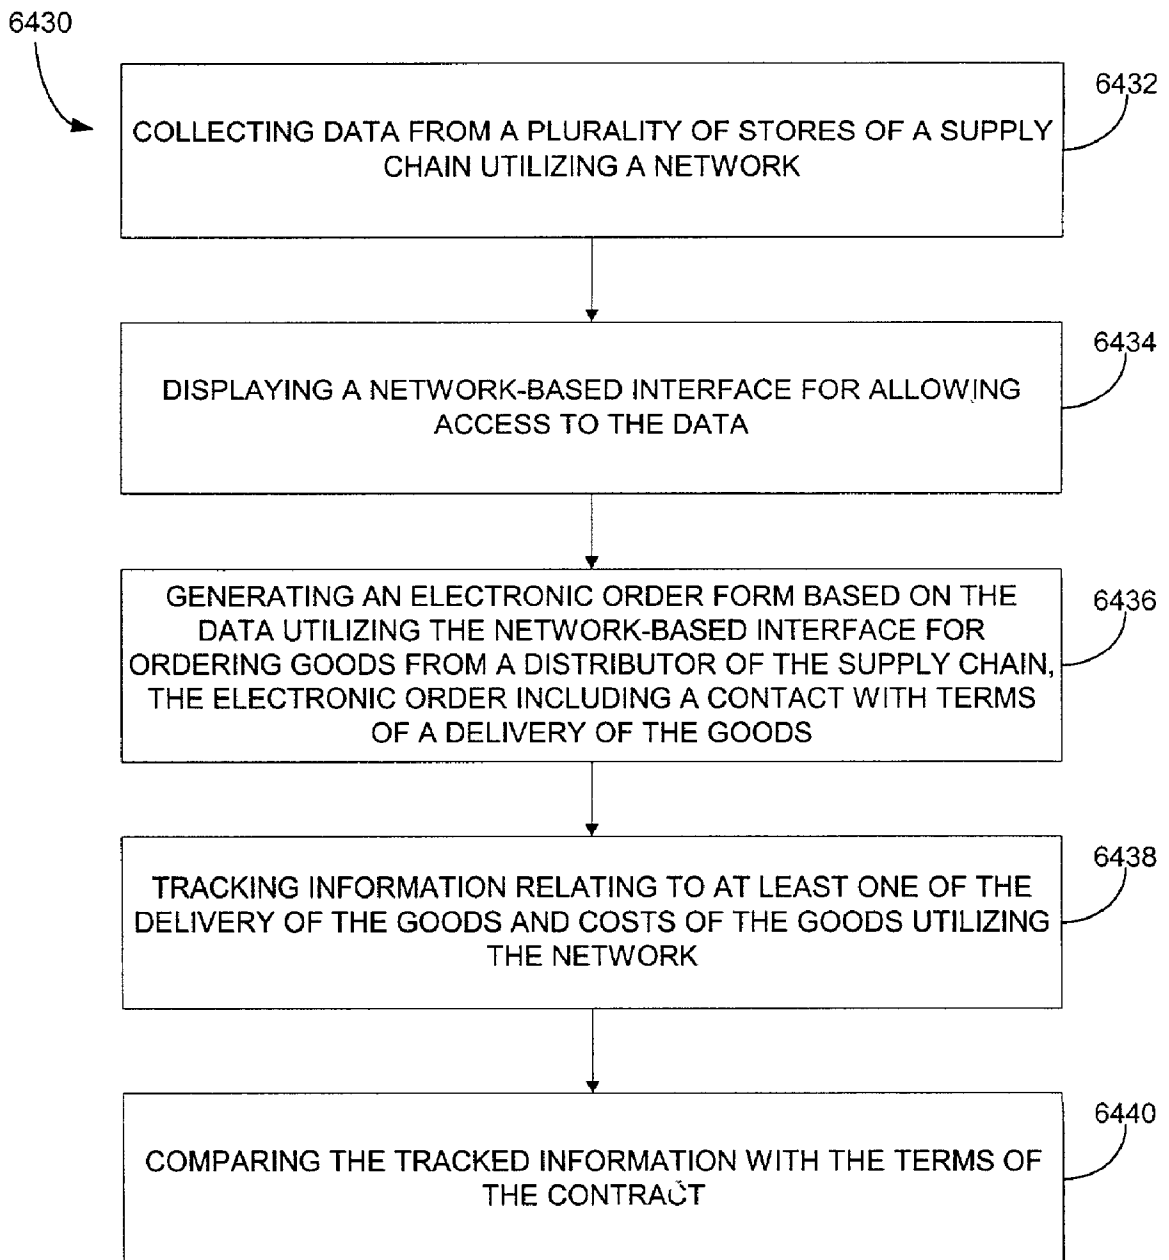 6430
6432
COLLECTING DATA FROM A PLURALITY OF STORES OF A SUPPLY
CHAIN UTILIZING A NETWORK
6434
DISPLAYING A NETWORK-BASED INTERFACE FOR ALLOWING
ACCESS TO THE DATA
6436
GENERATING AN ELECTRONIC ORDER FORM BASED ON THE
DATA UTILIZING THE NETWORK-BASED INTERFACE FOR
ORDERING GOODS FROM A DISTRIBUTOR OF THE SUPPLY CHAIN,
THE ELECTRONIC ORDER INCLUDING A CONTACT WITH TERMS
OF A DELIVERY OF THE GOODS
6438
TRACKING INFORMATION RELATING TO AT LEAST ONE OF THE
DELIVERY OF THE GOODS AND COSTS OF THE GOODS UTILIZING
THE NETWORK
6440
COMPARING THE TRACKED INFORMATION WITH THE TERMS OF
THE CONTRACT